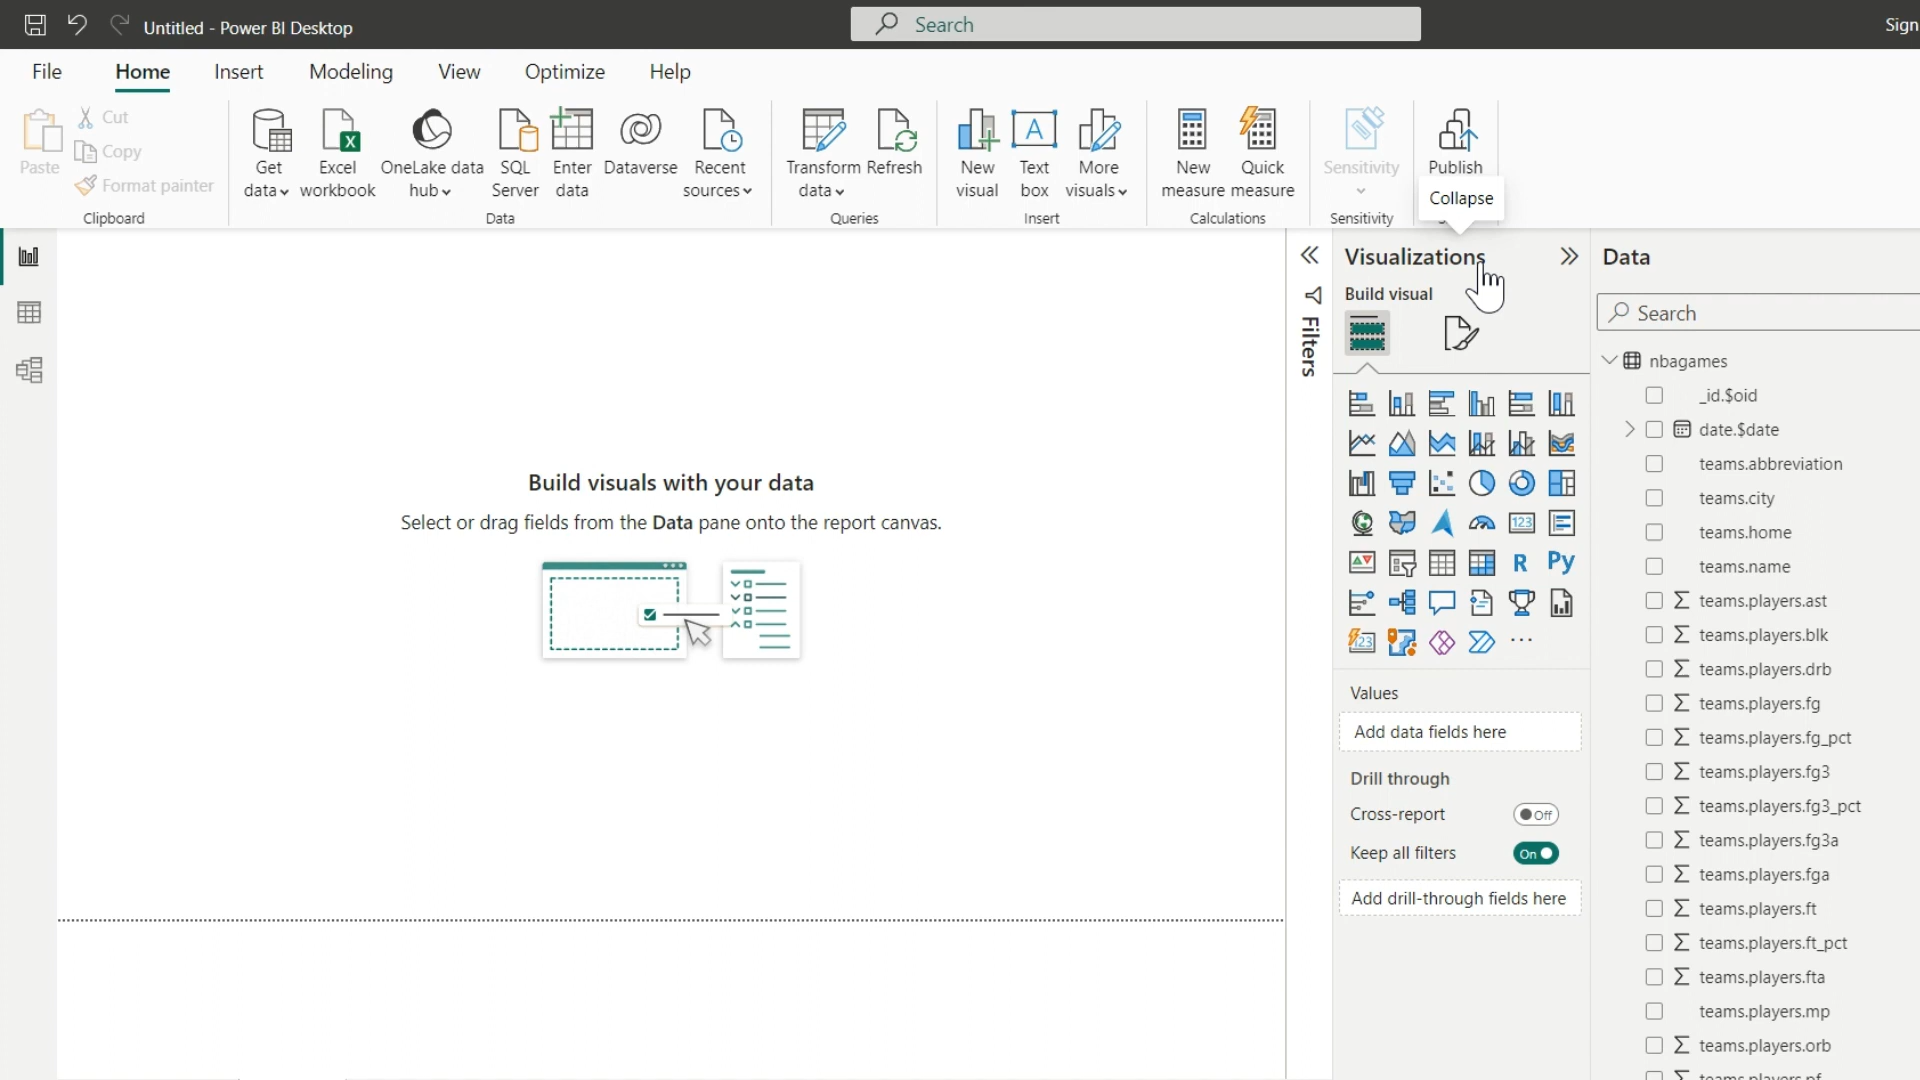 Untitled - Power BI Desktop
Search
Sign
File
Home
Insert
Modeling
View
Optimize
Help
Paste
Cut
Copy
Format painter
Clipboard
Get
data
Excel
workbook
OneLake data
hub
SQL
Server
Enter
data
Dataverse
Recent
sources
Data
Transform
data
Refresh
Queries
New
visual
Text
box
More
visuals
Insert
New
measure
Quick
measure
Calculations
Sensitivity
Sensitivity
Publish
Collapse
Filters
Visualizations
Build visual
R
Py
123
123
Values
Add data fields here
Drill through
Cross-report
Off
Keep all filters
On
Add drill-through fields here
Data
Search
nbagames
_id.$oid
date.$date
teams.abbreviation
teams.city
teams.home
teams.name
teams.players.ast
teams.players.blk
teams.players.drb
teams.players.fg
teams.players.fg_pct
teams.players.fg3
teams.players.fg3_pct
teams.players.fg3a
teams.players.fga
teams.players.ft
teams.players.ft_pct
teams.players.fta
teams.players.mp
teams.players.orb
teams.players.pf
Build visuals with your data
Select or drag fields from the Data pane onto the report canvas.